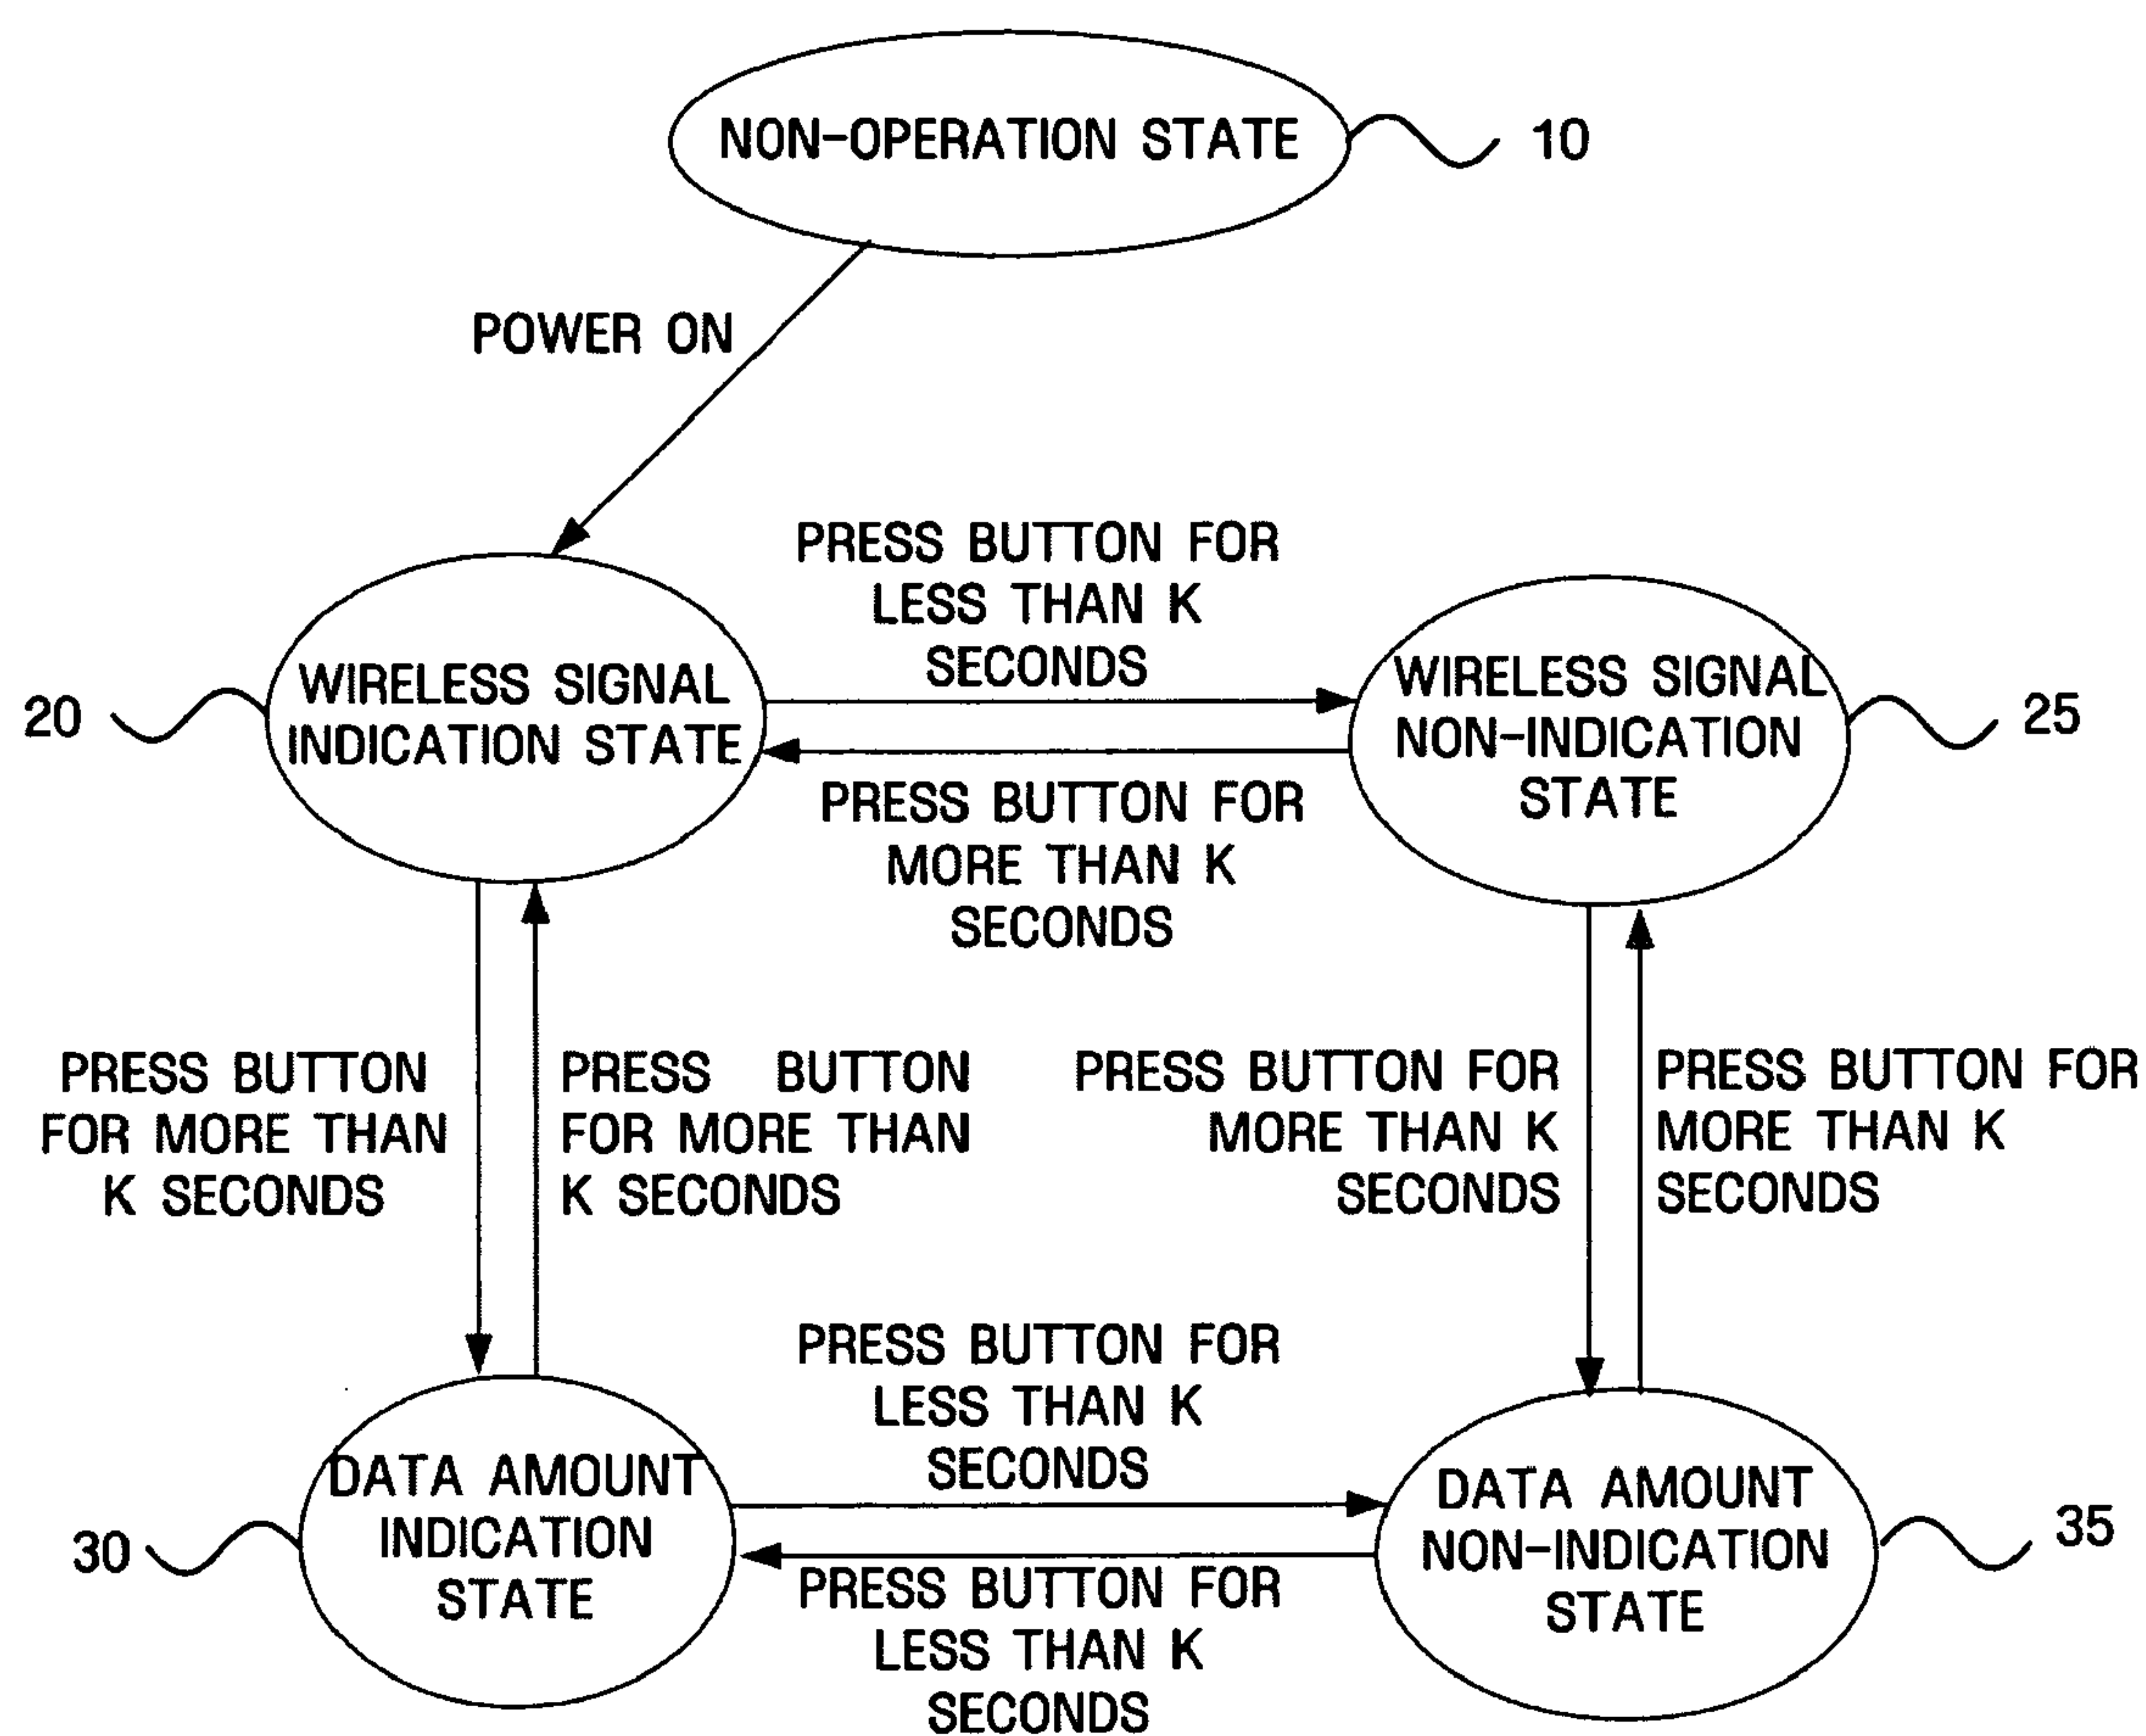 NON-OPERATION STATE
10
POWER ON
PRESS BUTTON FOR
LESS THAN K
SECONDS
20
WIRELESS SIGNAL
INDICATION STATE
WIRELESS SIGNAL
NON-INDICATION
STATE
25
PRESS BUTTON FOR
MORE THAN K
SECONDS
PRESS BUTTON
FOR MORE THAN
K SECONDS
PRESS BUTTON
FOR MORE THAN
K SECONDS
PRESS BUTTON FOR
MORE THAN K
SECONDS
PRESS BUTTON FOR
MORE THAN K
SECONDS
PRESS BUTTON FOR
LESS THAN K
SECONDS
30
DATA AMOUNT
INDICATION
STATE
DATA AMOUNT
NON-INDICATION
STATE
35
PRESS BUTTON FOR
LESS THAN K
SECONDS